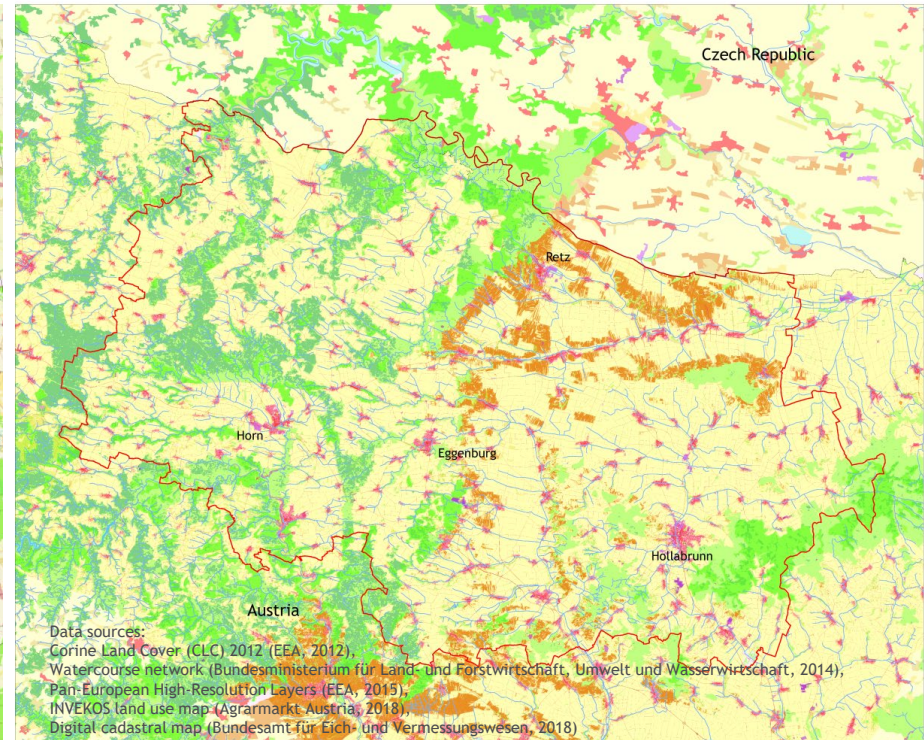 Czech Republic
Retz
Horn
Eggenburg
Hollabrunn
Austria
Data sources:
Corine Land Cover (CLC) 2012 (EEA, 2012),
Watercourse network (Bundesministerium für Land- und Forstwirtschaft, Umwelt und Wasserwirtschaft, 2014),
Pan-European High-Resolution Layers (EEA, 2015),
INVEKOS land use map (Agrarmarkt Austria, 2018),
Digital cadastral map (Bundesamt für Eich- und Vermessungswesen, 2018)